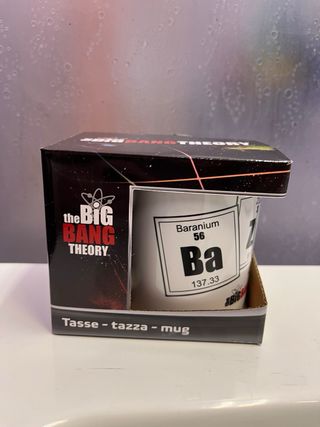 THE BIG BANG THEORY
the BIG
BANG
THEORY
Baranium
56
Ba
137.33
Tasse - tazza - mug